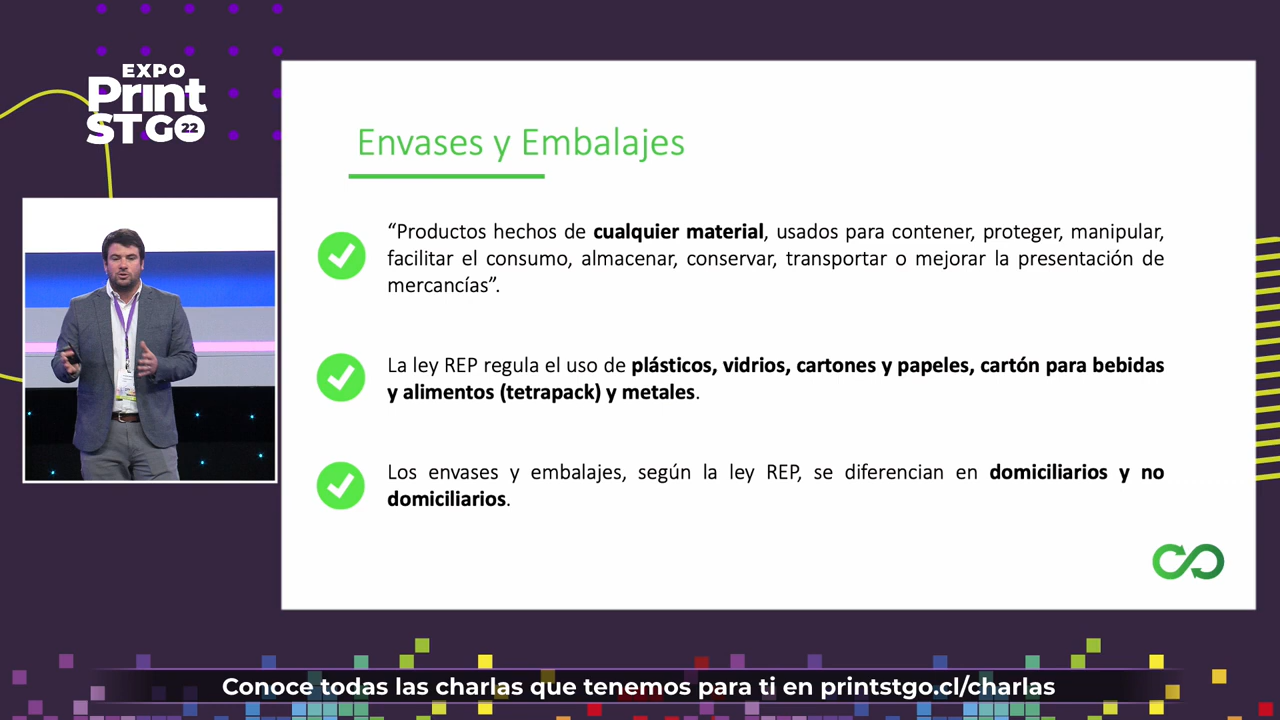 EXPO
Print
STGO 22
Envases y Embalajes
“Productos hechos de cualquier material, usados para contener, proteger, manipular,
facilitar el consumo, almacenar, conservar, transportar o mejorar la presentación de
mercancías”.
La ley REP regula el uso de plásticos, vidrios, cartones y papeles, cartón para bebidas
y alimentos (tetrapack) y metales.
Los envases y embalajes, según la ley REP, se diferencian en domiciliarios y no
domiciliarios.
Conoce todas las charlas que tenemos para ti en printstgo.cl/charlas